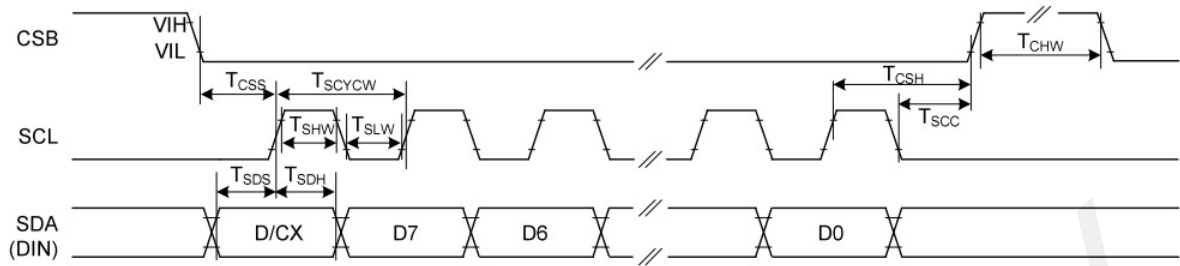 CSB
VIH
VIL
TCHW
TCSS
TSCYCW
TCSH
SCL
TSHW
TSLW
TSCC
TSDS
TSDH
SDA
(DIN)
D/CX
D7
D6
D0